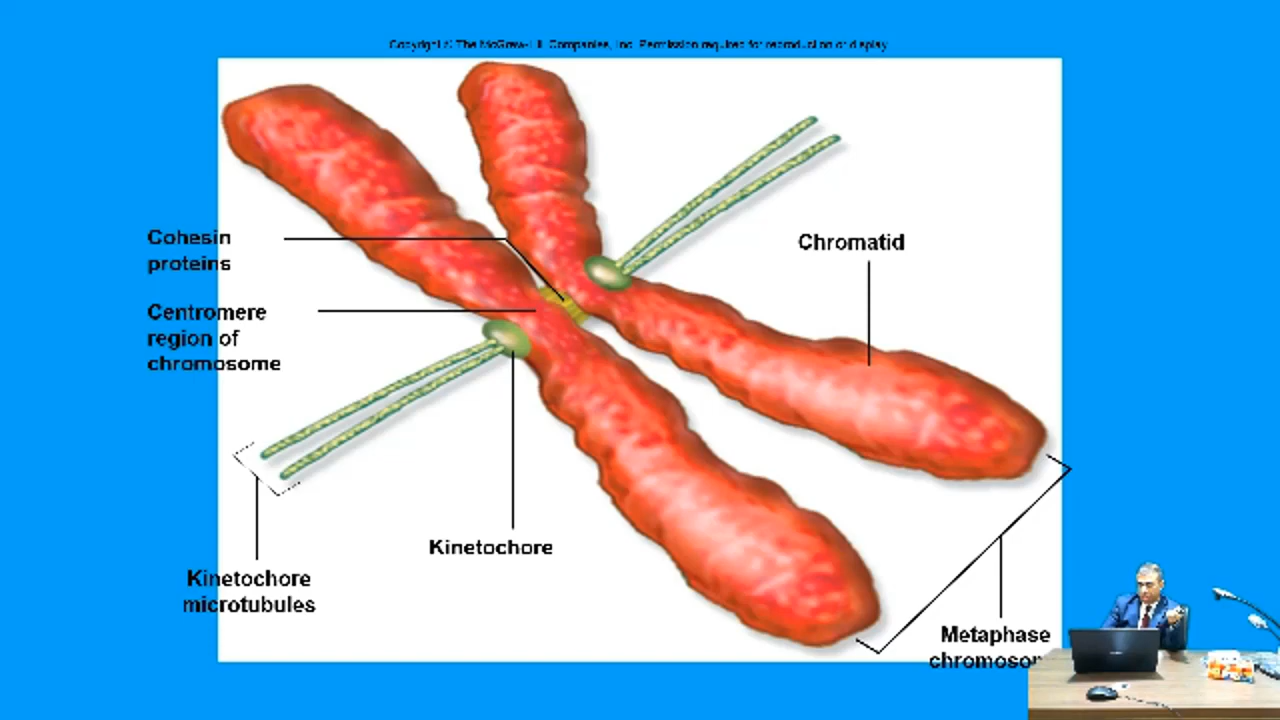 Copyright © The McGraw-Hill Companies, Inc. Permission required for reproduction or display.
Cohesin
proteins
Chromatid
Centromere
region of
chromosome
Kinetochore
Kinetochore
microtubules
Metaphase